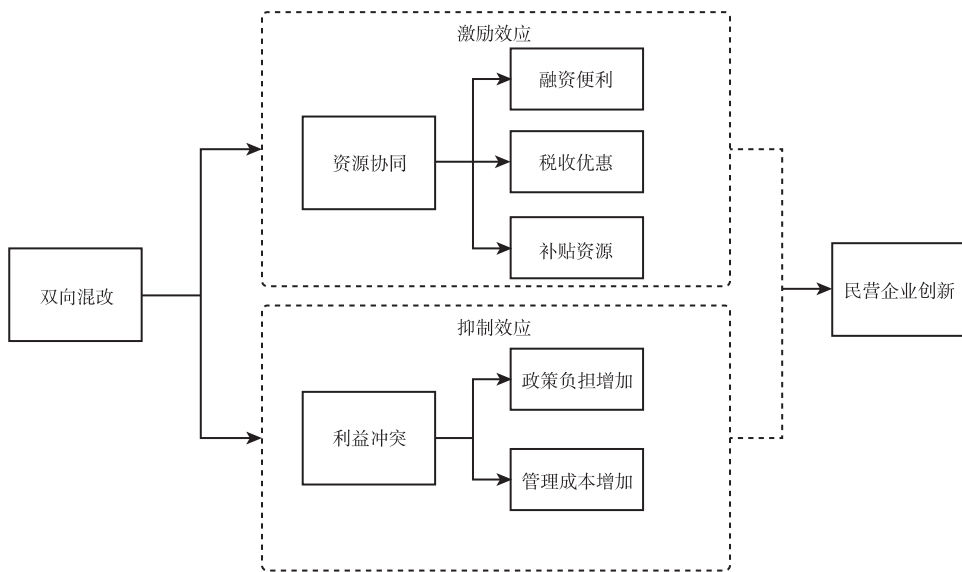 激励效应
融资便利
资源协同
税收优惠
补贴资源
双向混改
民营企业创新
抑制效应
政策负担增加
利益冲突
管理成本增加